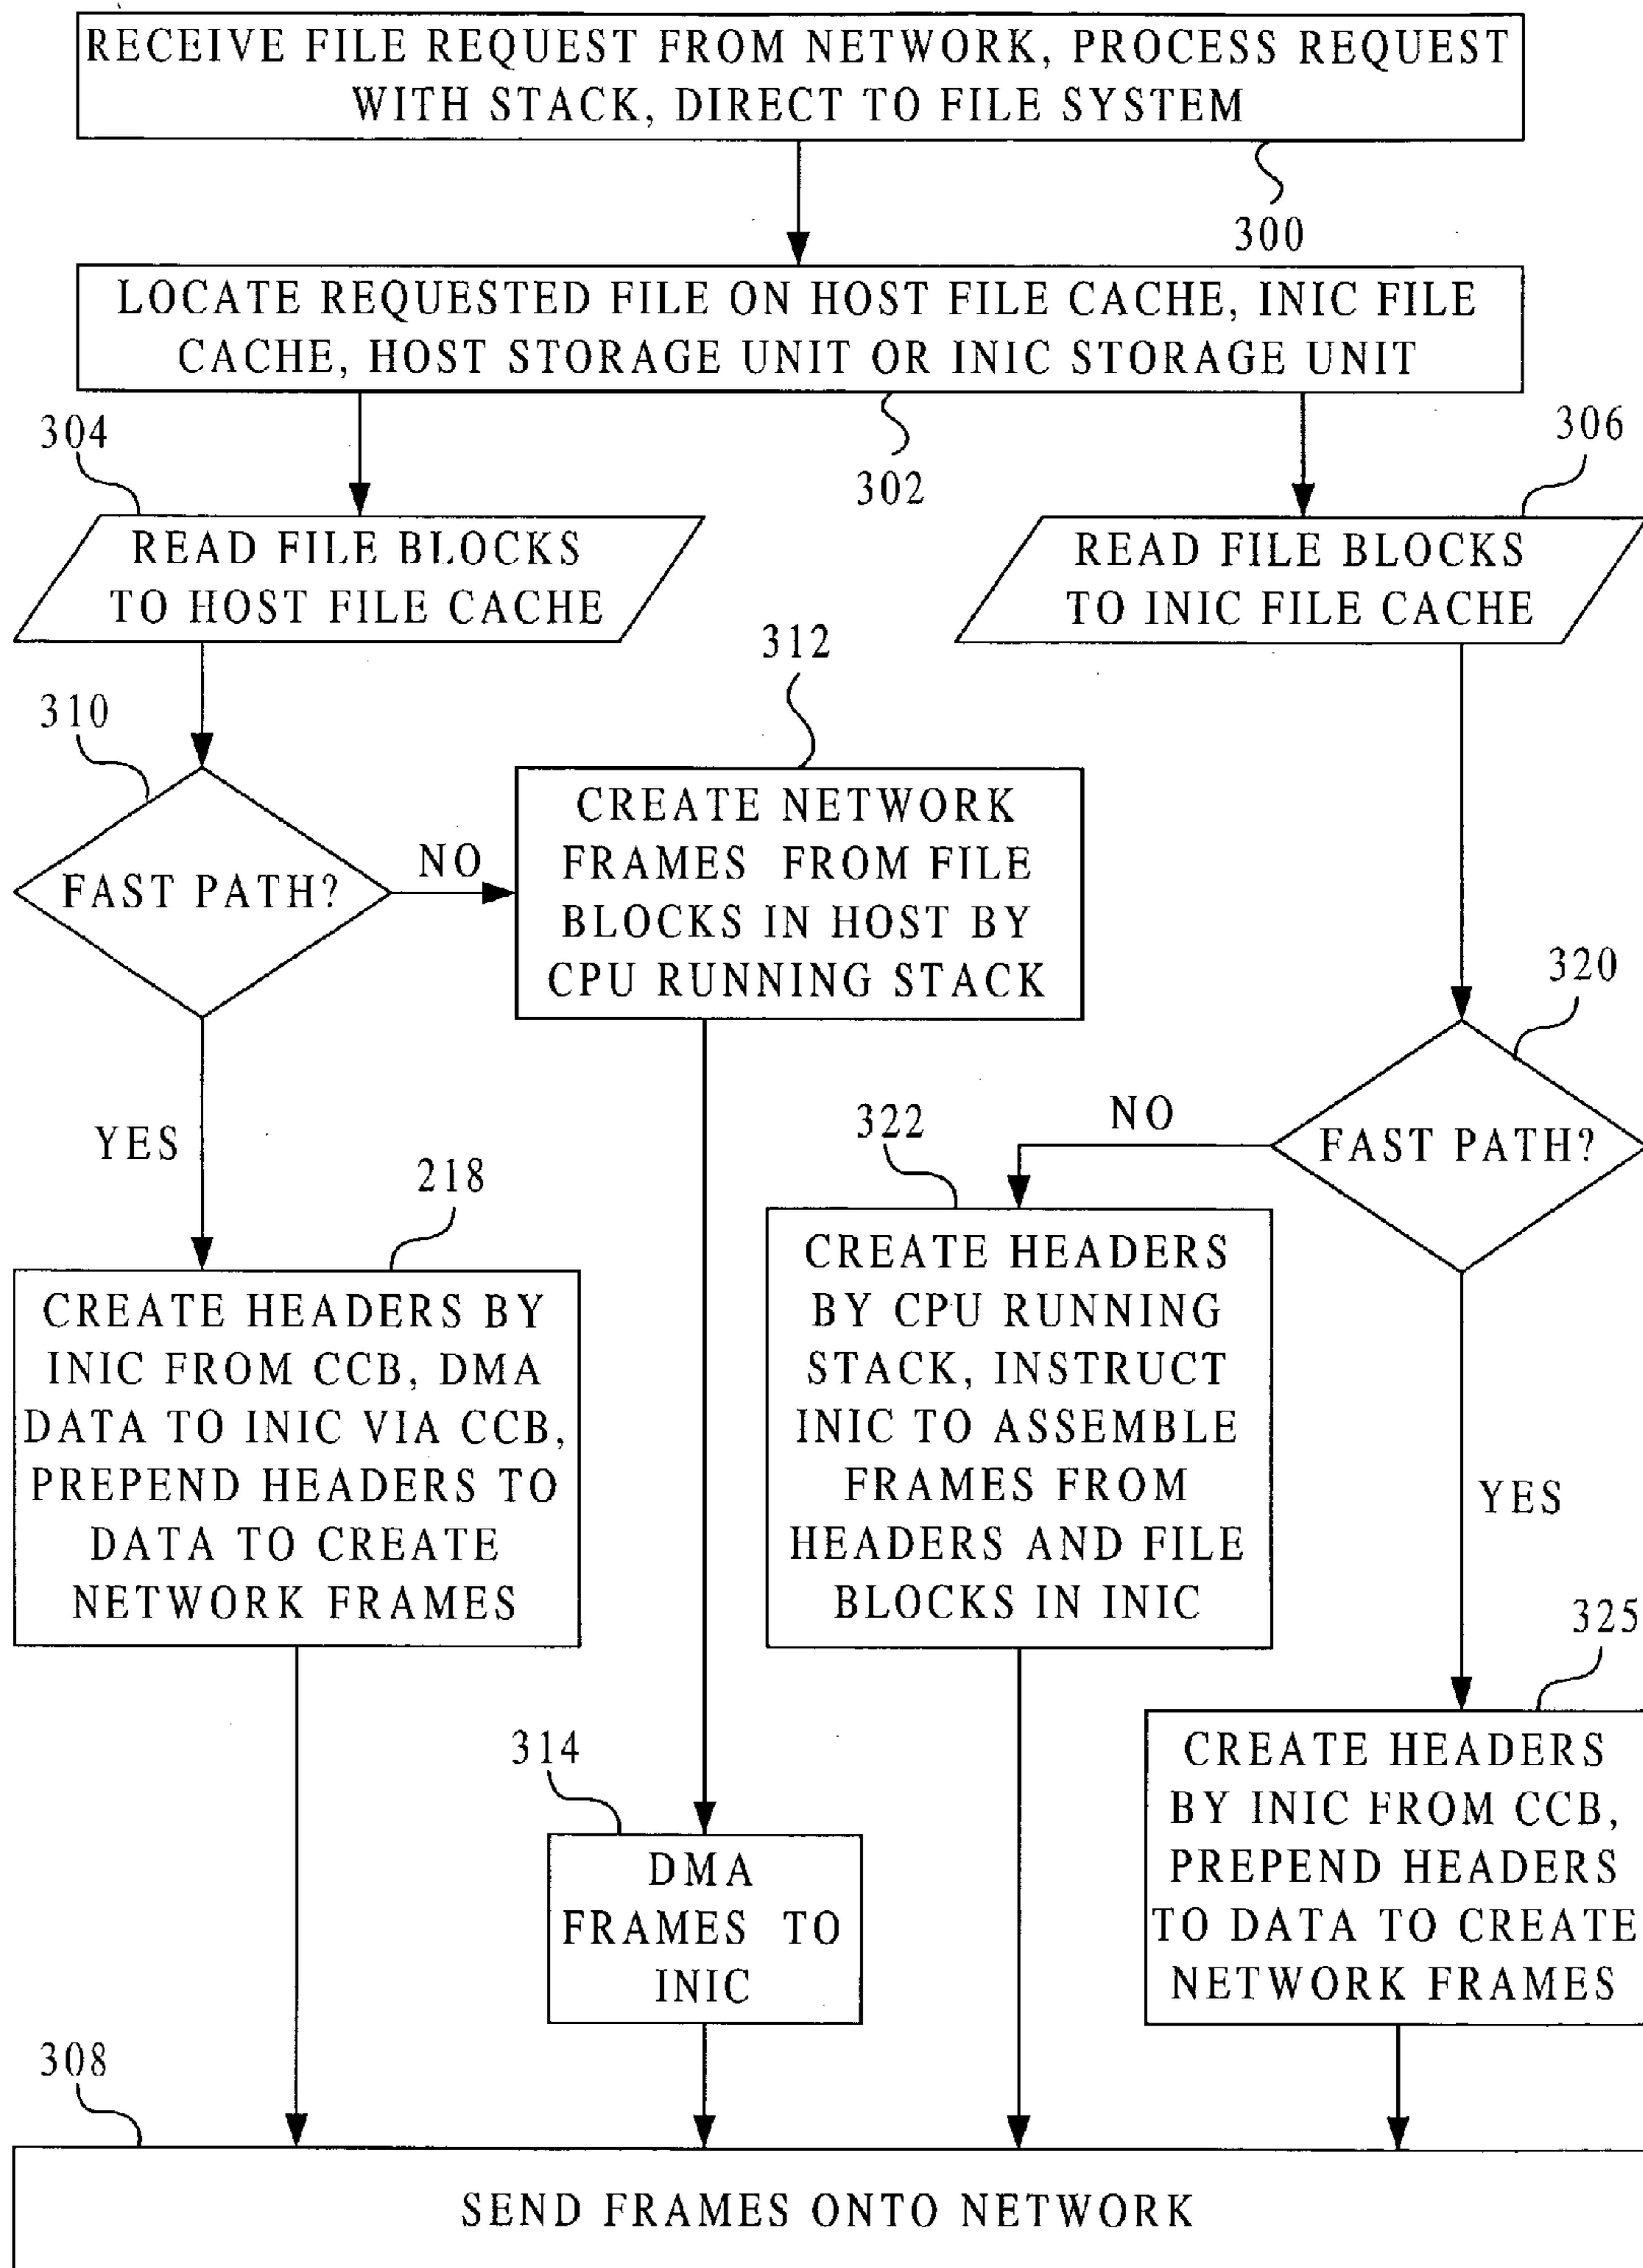 RECEIVE FILE REQUEST FROM NETWORK, PROCESS REQUEST
WITH STACK, DIRECT TO FILE SYSTEM
300
LOCATE REQUESTED FILE ON HOST FILE CACHE, INIC FILE
CACHE, HOST STORAGE UNIT OR INIC STORAGE UNIT
302
304
306
READ FILE BLOCKS
TO HOST FILE CACHE
READ FILE BLOCKS
TO INIC FILE CACHE
310
FAST PATH?
NO
YES
312
CREATE NETWORK
FRAMES FROM FILE
BLOCKS IN HOST BY
CPU RUNNING STACK
320
FAST PATH?
NO
YES
218
CREATE HEADERS BY
INIC FROM CCB, DMA
DATA TO INIC VIA CCB,
PREPEND HEADERS TO
DATA TO CREATE
NETWORK FRAMES
322
CREATE HEADERS
BY CPU RUNNING
STACK, INSTRUCT
INIC TO ASSEMBLE
FRAMES FROM
HEADERS AND FILE
BLOCKS IN INIC
314
DMA
FRAMES TO
INIC
325
CREATE HEADERS
BY INIC FROM CCB,
PREPEND HEADERS
TO DATA TO CREATE
NETWORK FRAMES
308
SEND FRAMES ONTO NETWORK